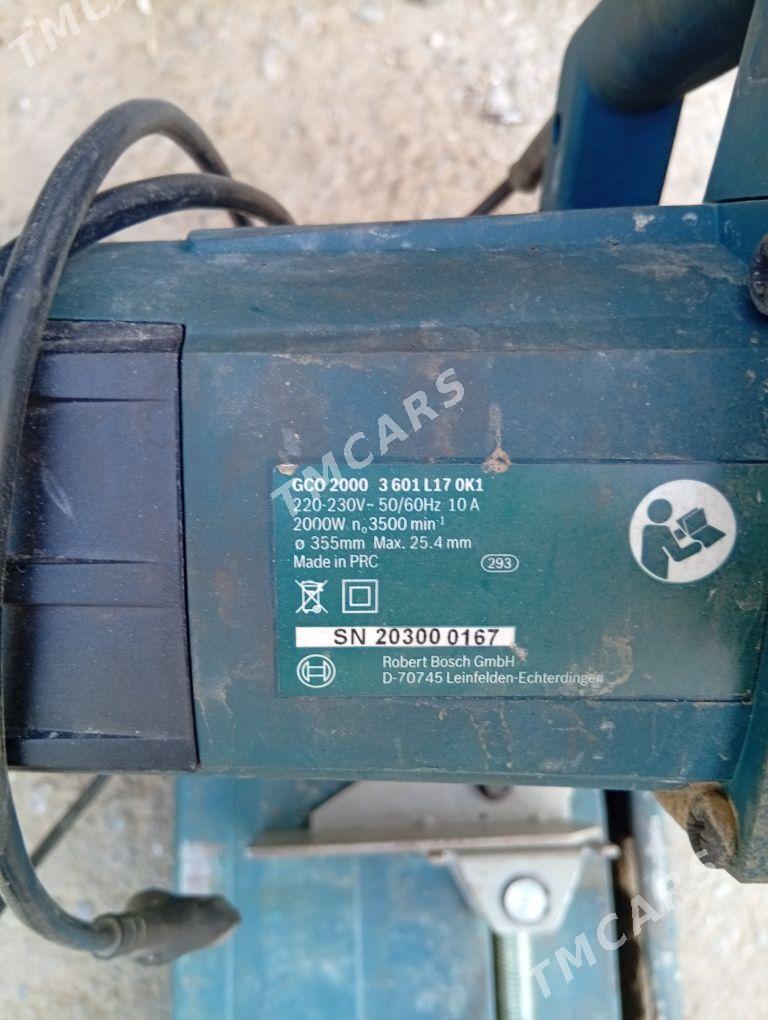 TMCARS
TMCARS
GCO 2000 3 601 L17 0K1
220-230V~ 50/60Hz 10 A
2000W n₀3500 min⁻¹
ø 355mm Max. 25.4 mm
Made in PRC 293
SN 20300 0167
Robert Bosch GmbH
D-70745 Leinfelden-Echterdingen
TMCARS